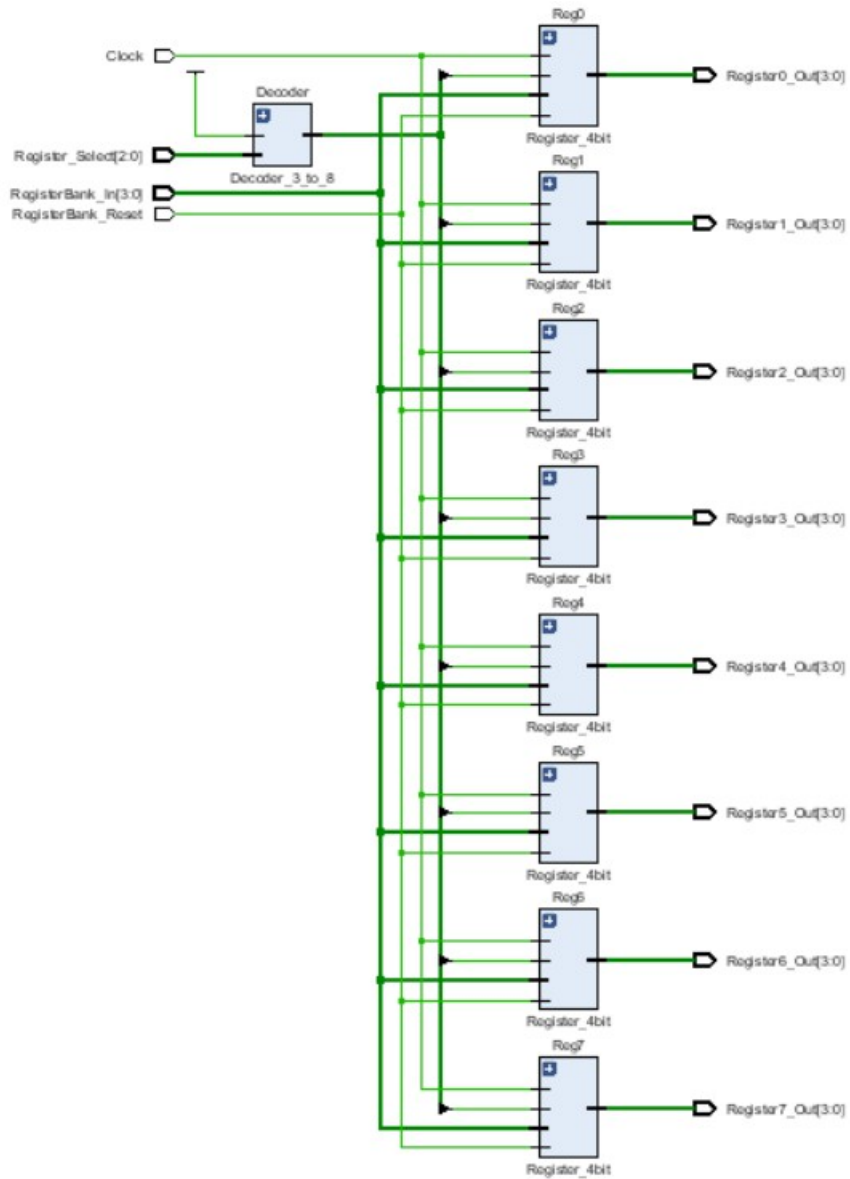 Reg0
Clock
Register0_Out[3:0]
Decoder
Register_4bit
Register_Select[2:0]
Reg1
Decoder_3_to_8
RegisterBank_In[3:0]
RegisterBank_Reset
Register1_Out[3:0]
Register_4bit
Reg2
Register2_Out[3:0]
Register_4bit
Reg3
Register3_Out[3:0]
Register_4bit
Reg4
Register4_Out[3:0]
Register_4bit
Reg5
Register5_Out[3:0]
Register_4bit
Reg6
Register6_Out[3:0]
Register_4bit
Reg7
Register7_Out[3:0]
Register_4bit